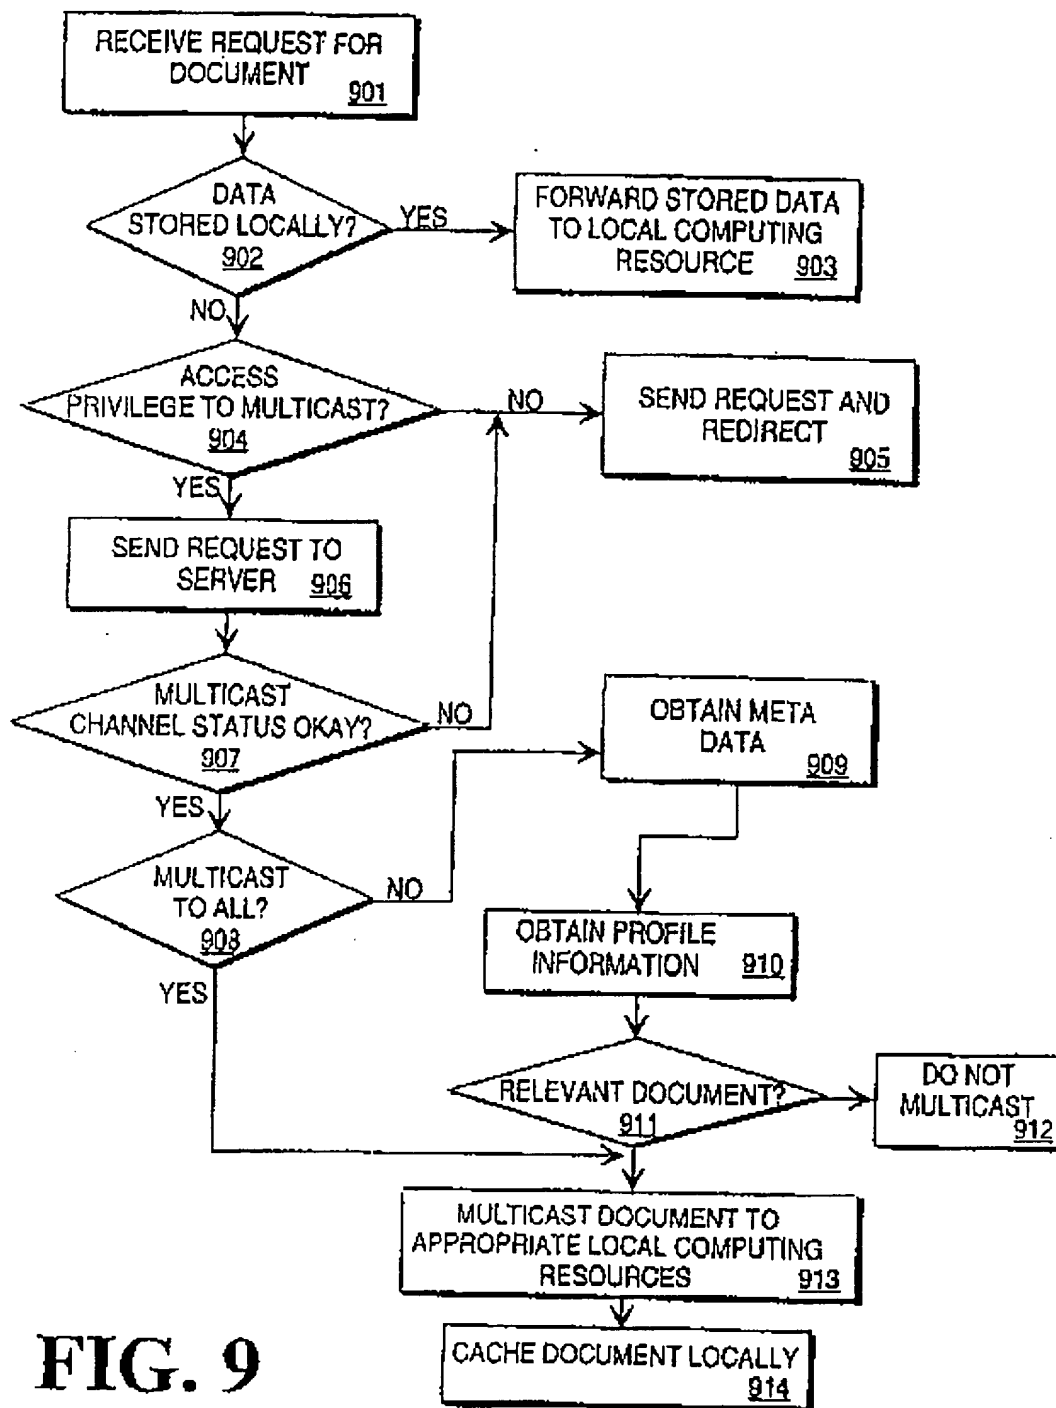 RECEIVE REQUEST FOR
DOCUMENT 901
DATA
STORED LOCALLY?
902
YES
FORWARD STORED DATA
TO LOCAL COMPUTING
RESOURCE 903
NO
ACCESS
PRIVILEGE TO MULTICAST?
904
NO
SEND REQUEST AND
REDIRECT
905
YES
SEND REQUEST TO
SERVER 906
MULTICAST
CHANNEL STATUS OKAY?
907
NO
OBTAIN META
DATA
909
YES
MULTICAST
TO ALL?
908
NO
OBTAIN PROFILE
INFORMATION 910
YES
RELEVANT DOCUMENT?
911
DO NOT
MULTICAST
912
MULTICAST DOCUMENT TO
APPROPRIATE LOCAL COMPUTING
RESOURCES 913
CACHE DOCUMENT LOCALLY
914
FIG. 9